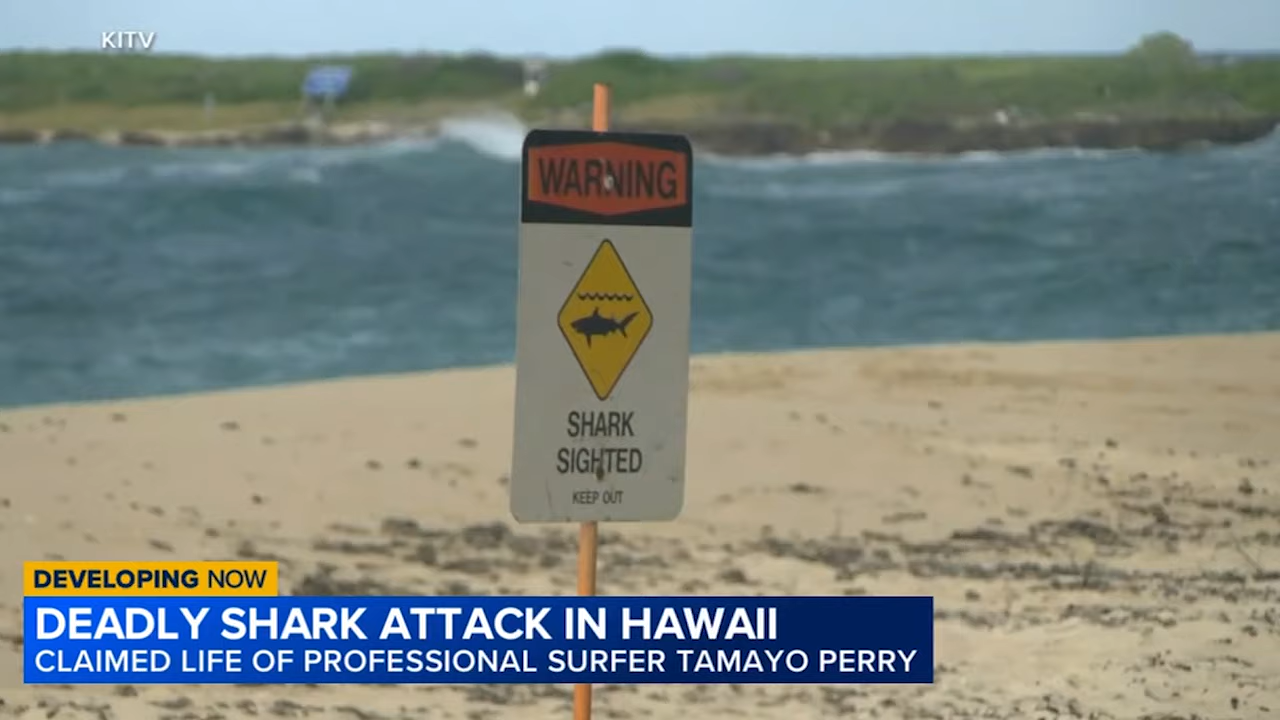 KITV
WARNING
SHARK
SIGHTED
KEEP OUT
DEVELOPING NOW
DEADLY SHARK ATTACK IN HAWAII
CLAIMED LIFE OF PROFESSIONAL SURFER TAMAYO PERRY